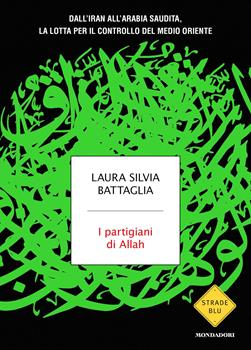 DALL'IRAN ALL'ARABIA SAUDITA,
LA LOTTA PER IL CONTROLLO DEL MEDIO ORIENTE
LAURA SILVIA
BATTAGLIA
I partigiani
di Allah
STRADE
BLU
MONDADORI